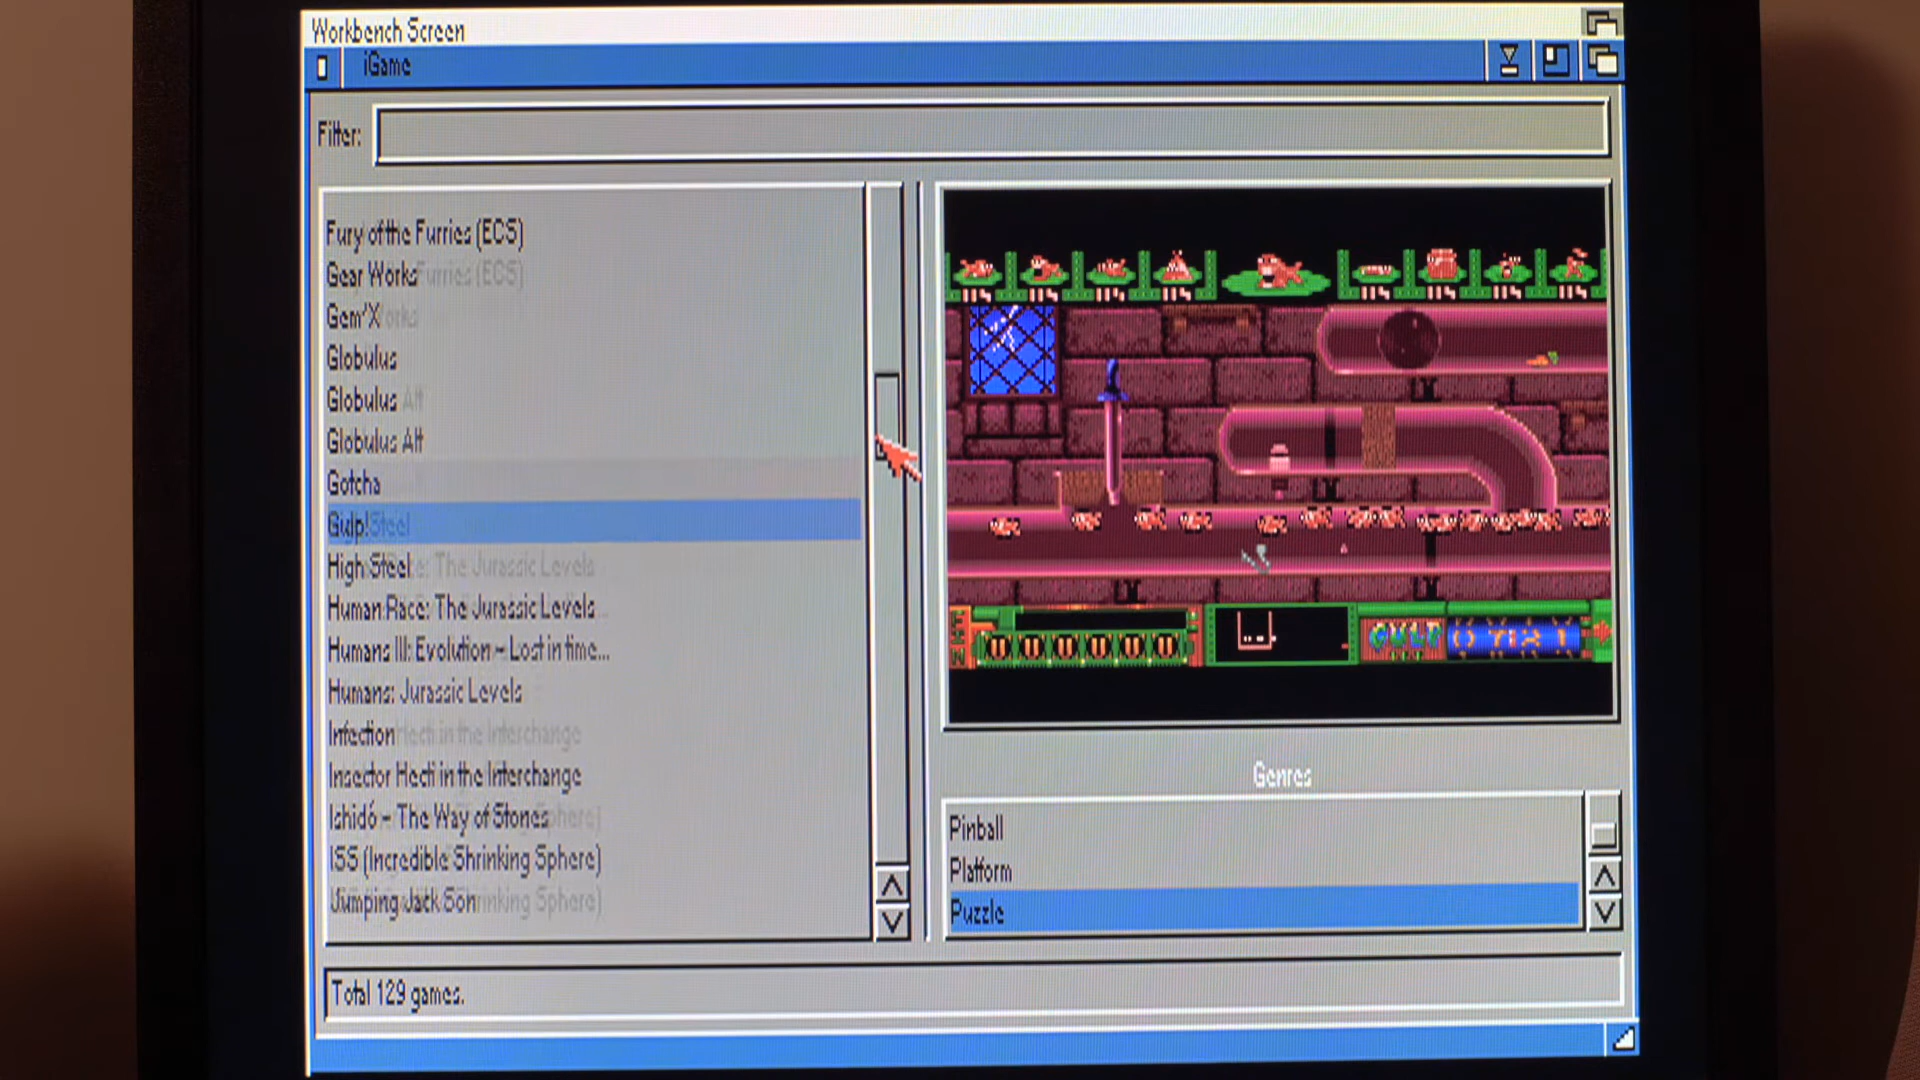 Workbench Screen
iGame
Filter:
Fury of the Furries (ECS)
Gear Works
Gem'X
Globulus
Globulus Alt
Globulus Alt
Gotcha
Gulp!
High Steel
Human Race: The Jurassic Levels
Humans III: Evolution - Lost in time...
Humans: Jurassic Levels
Infection
Insector Hecti in the Interchange
Ishido - The Way of Stones
ISS (Incredible Shrinking Sphere)
Jumping Jack Son
GULP
Genres
Pinball
Platform
Puzzle
Total 129 games.